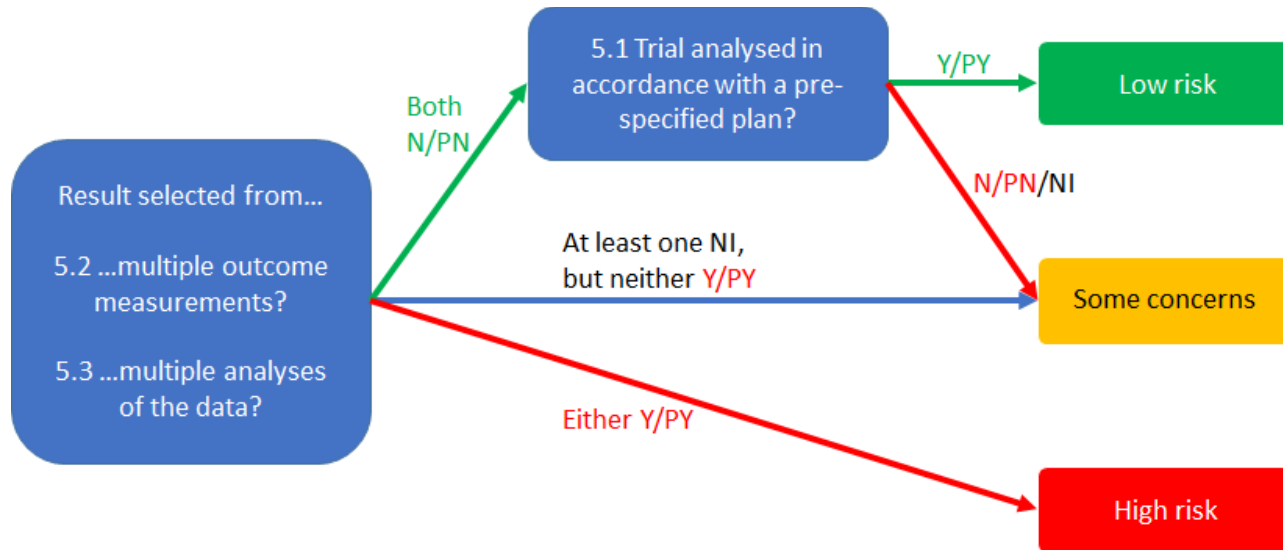 Result selected from…
5.2 …multiple outcome
measurements?
5.3 …multiple analyses
of the data?
Both
N/PN
5.1 Trial analysed in
accordance with a pre-
specified plan?
Y/PY
Low risk
N/PN/NI
At least one NI,
but neither Y/PY
Some concerns
Either Y/PY
High risk